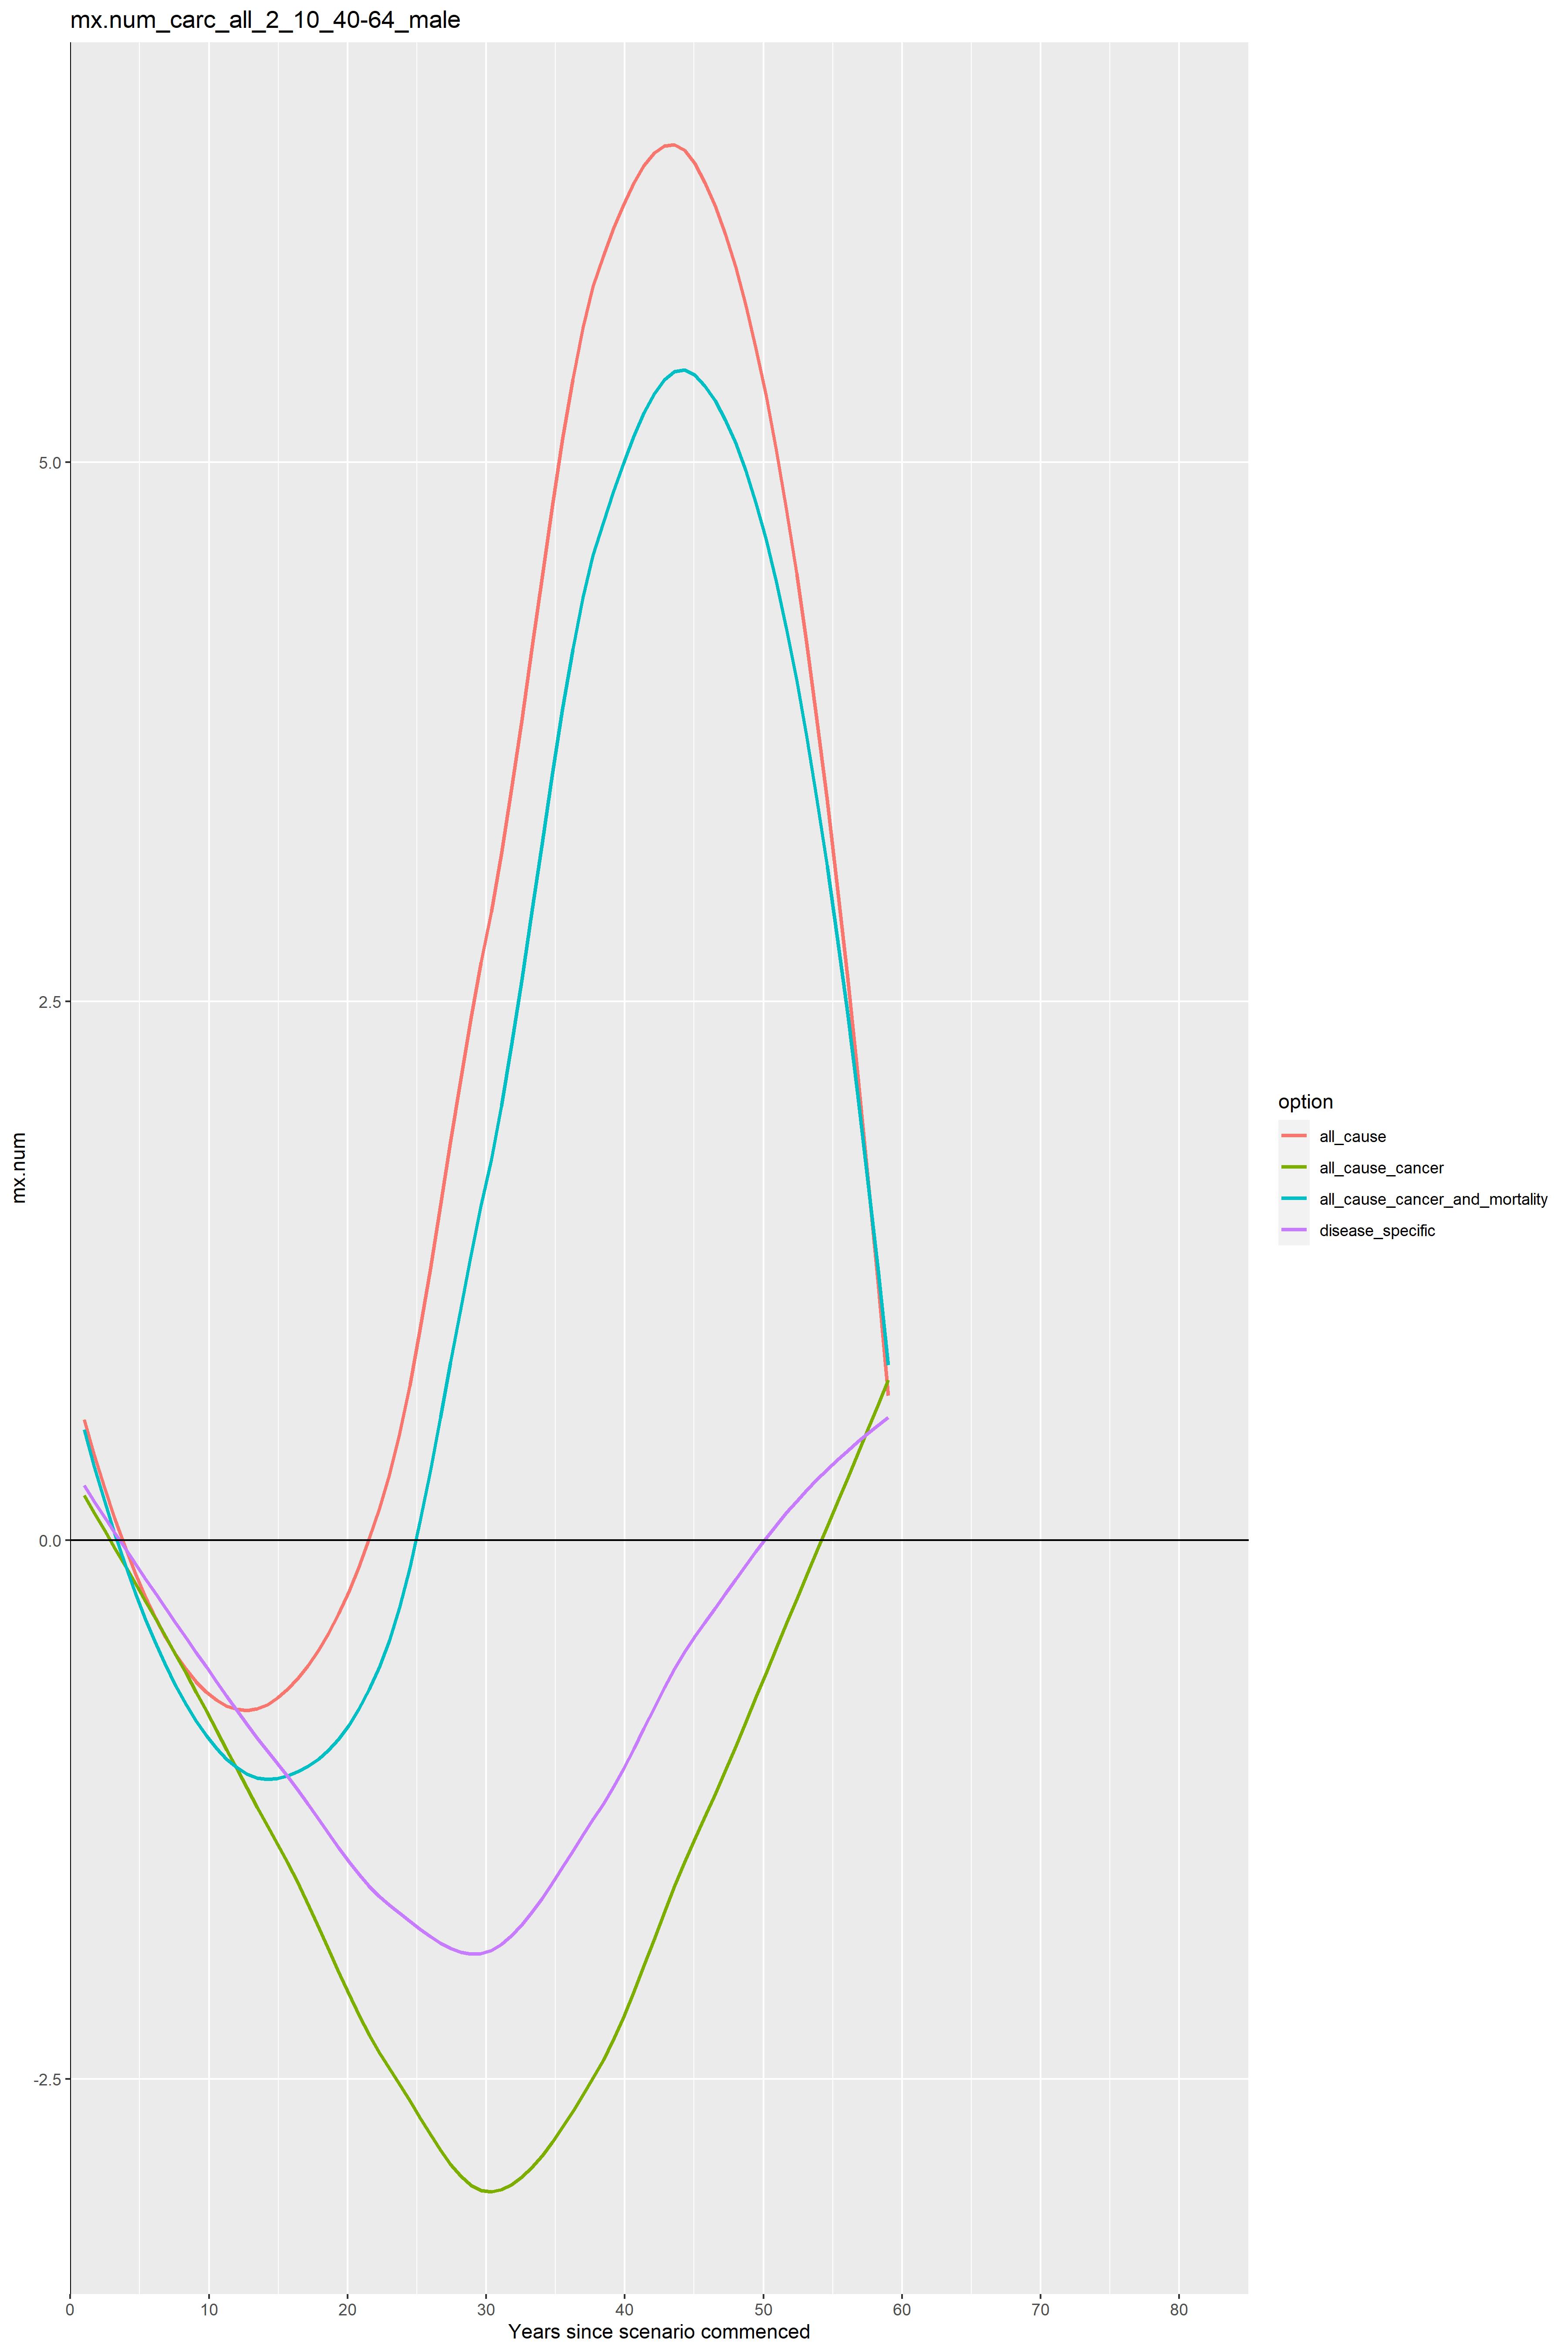 mx.num_carc_all_2_10_40-64_male
mx.num
5.0
2.5
0.0
-2.5
0 10 20 30 40 50 60 70 80
Years since scenario commenced
option
all_cause
all_cause_cancer
all_cause_cancer_and_mortality
disease_specific